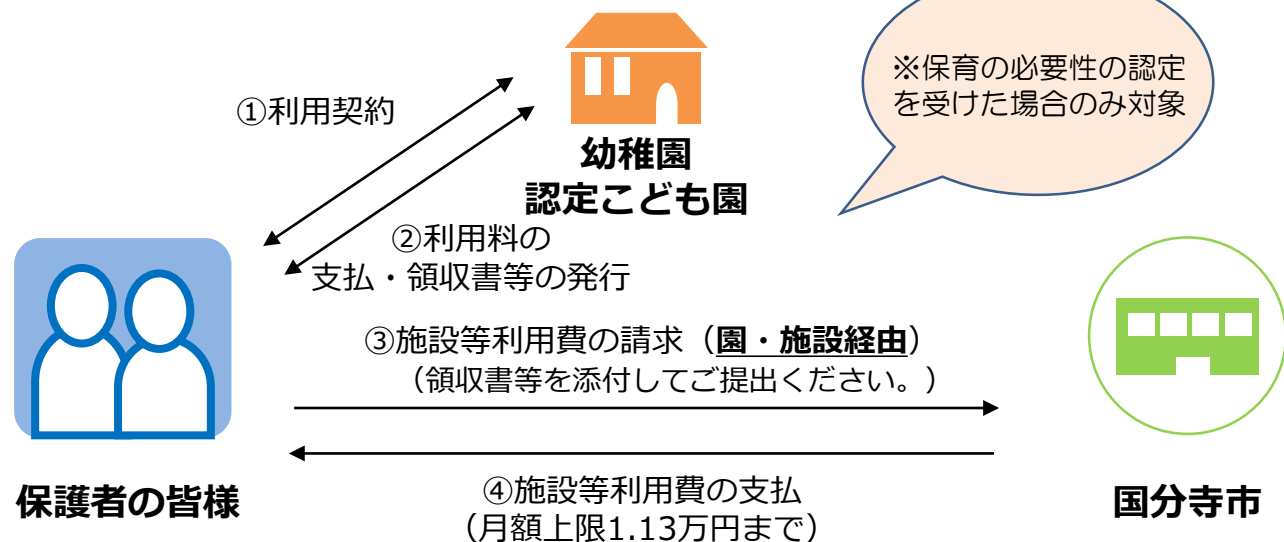 ※保育の必要性の認定
を受けた場合のみ対象
①利用契約
幼稚園
認定こども園
②利用料の
支払・領収書等の発行
③施設等利用費の請求（園・施設経由）
（領収書等を添付してご提出ください。）
保護者の皆様
④施設等利用費の支払
（月額上限1.13万円まで）
国分寺市